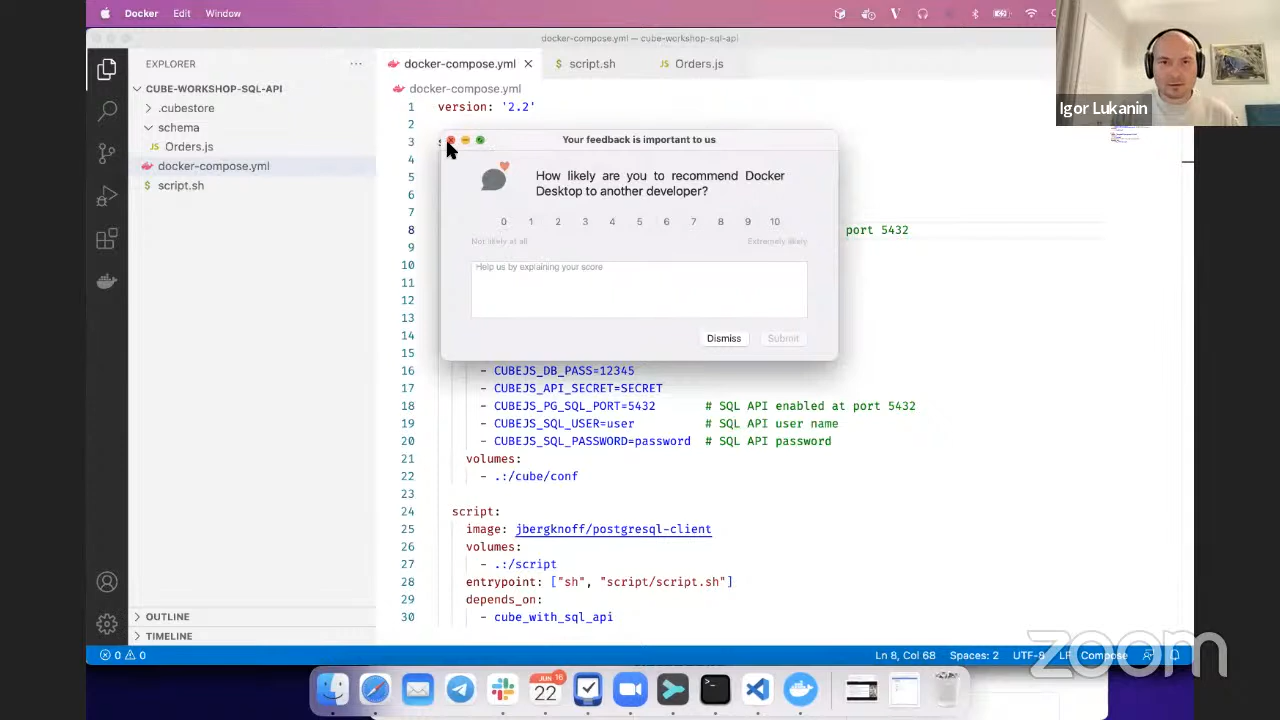 Docker Edit Window
docker-compose.yml — cube-workshop-sql-api
Igor Lukanin
EXPLORER
CUBE-WORKSHOP-SQL-API
.cubestore
schema
JS Orders.js
docker-compose.yml
$ script.sh
OUTLINE
TIMELINE
docker-compose.yml
$ script.sh
JS Orders.js
docker-compose.yml
1 version: '2.2'
2
3
4
5
6
7
8 port 5432
9
10
11
12
13
14
15
16 - CUBEJS_DB_PASS=12345
17 - CUBEJS_API_SECRET=SECRET
18 - CUBEJS_PG_SQL_PORT=5432 # SQL API enabled at port 5432
19 - CUBEJS_SQL_USER=user # SQL API user name
20 - CUBEJS_SQL_PASSWORD=password # SQL API password
21 volumes:
22 - .:/cube/conf
23
24 script:
25 image: jbergknoff/postgresql-client
26 volumes:
27 - .:/script
28 entrypoint: ["sh", "script/script.sh"]
29 depends_on:
30 - cube_with_sql_api
Your feedback is important to us
How likely are you to recommend Docker
Desktop to another developer?
0 1 2 3 4 5 6 7 8 9 10
Not likely at all Extremely likely
Help us by explaining your score
Dismiss Submit
0 0 Ln 8, Col 68 Spaces: 2 UTF-8 LF Compose
zoom
JUN 16
22